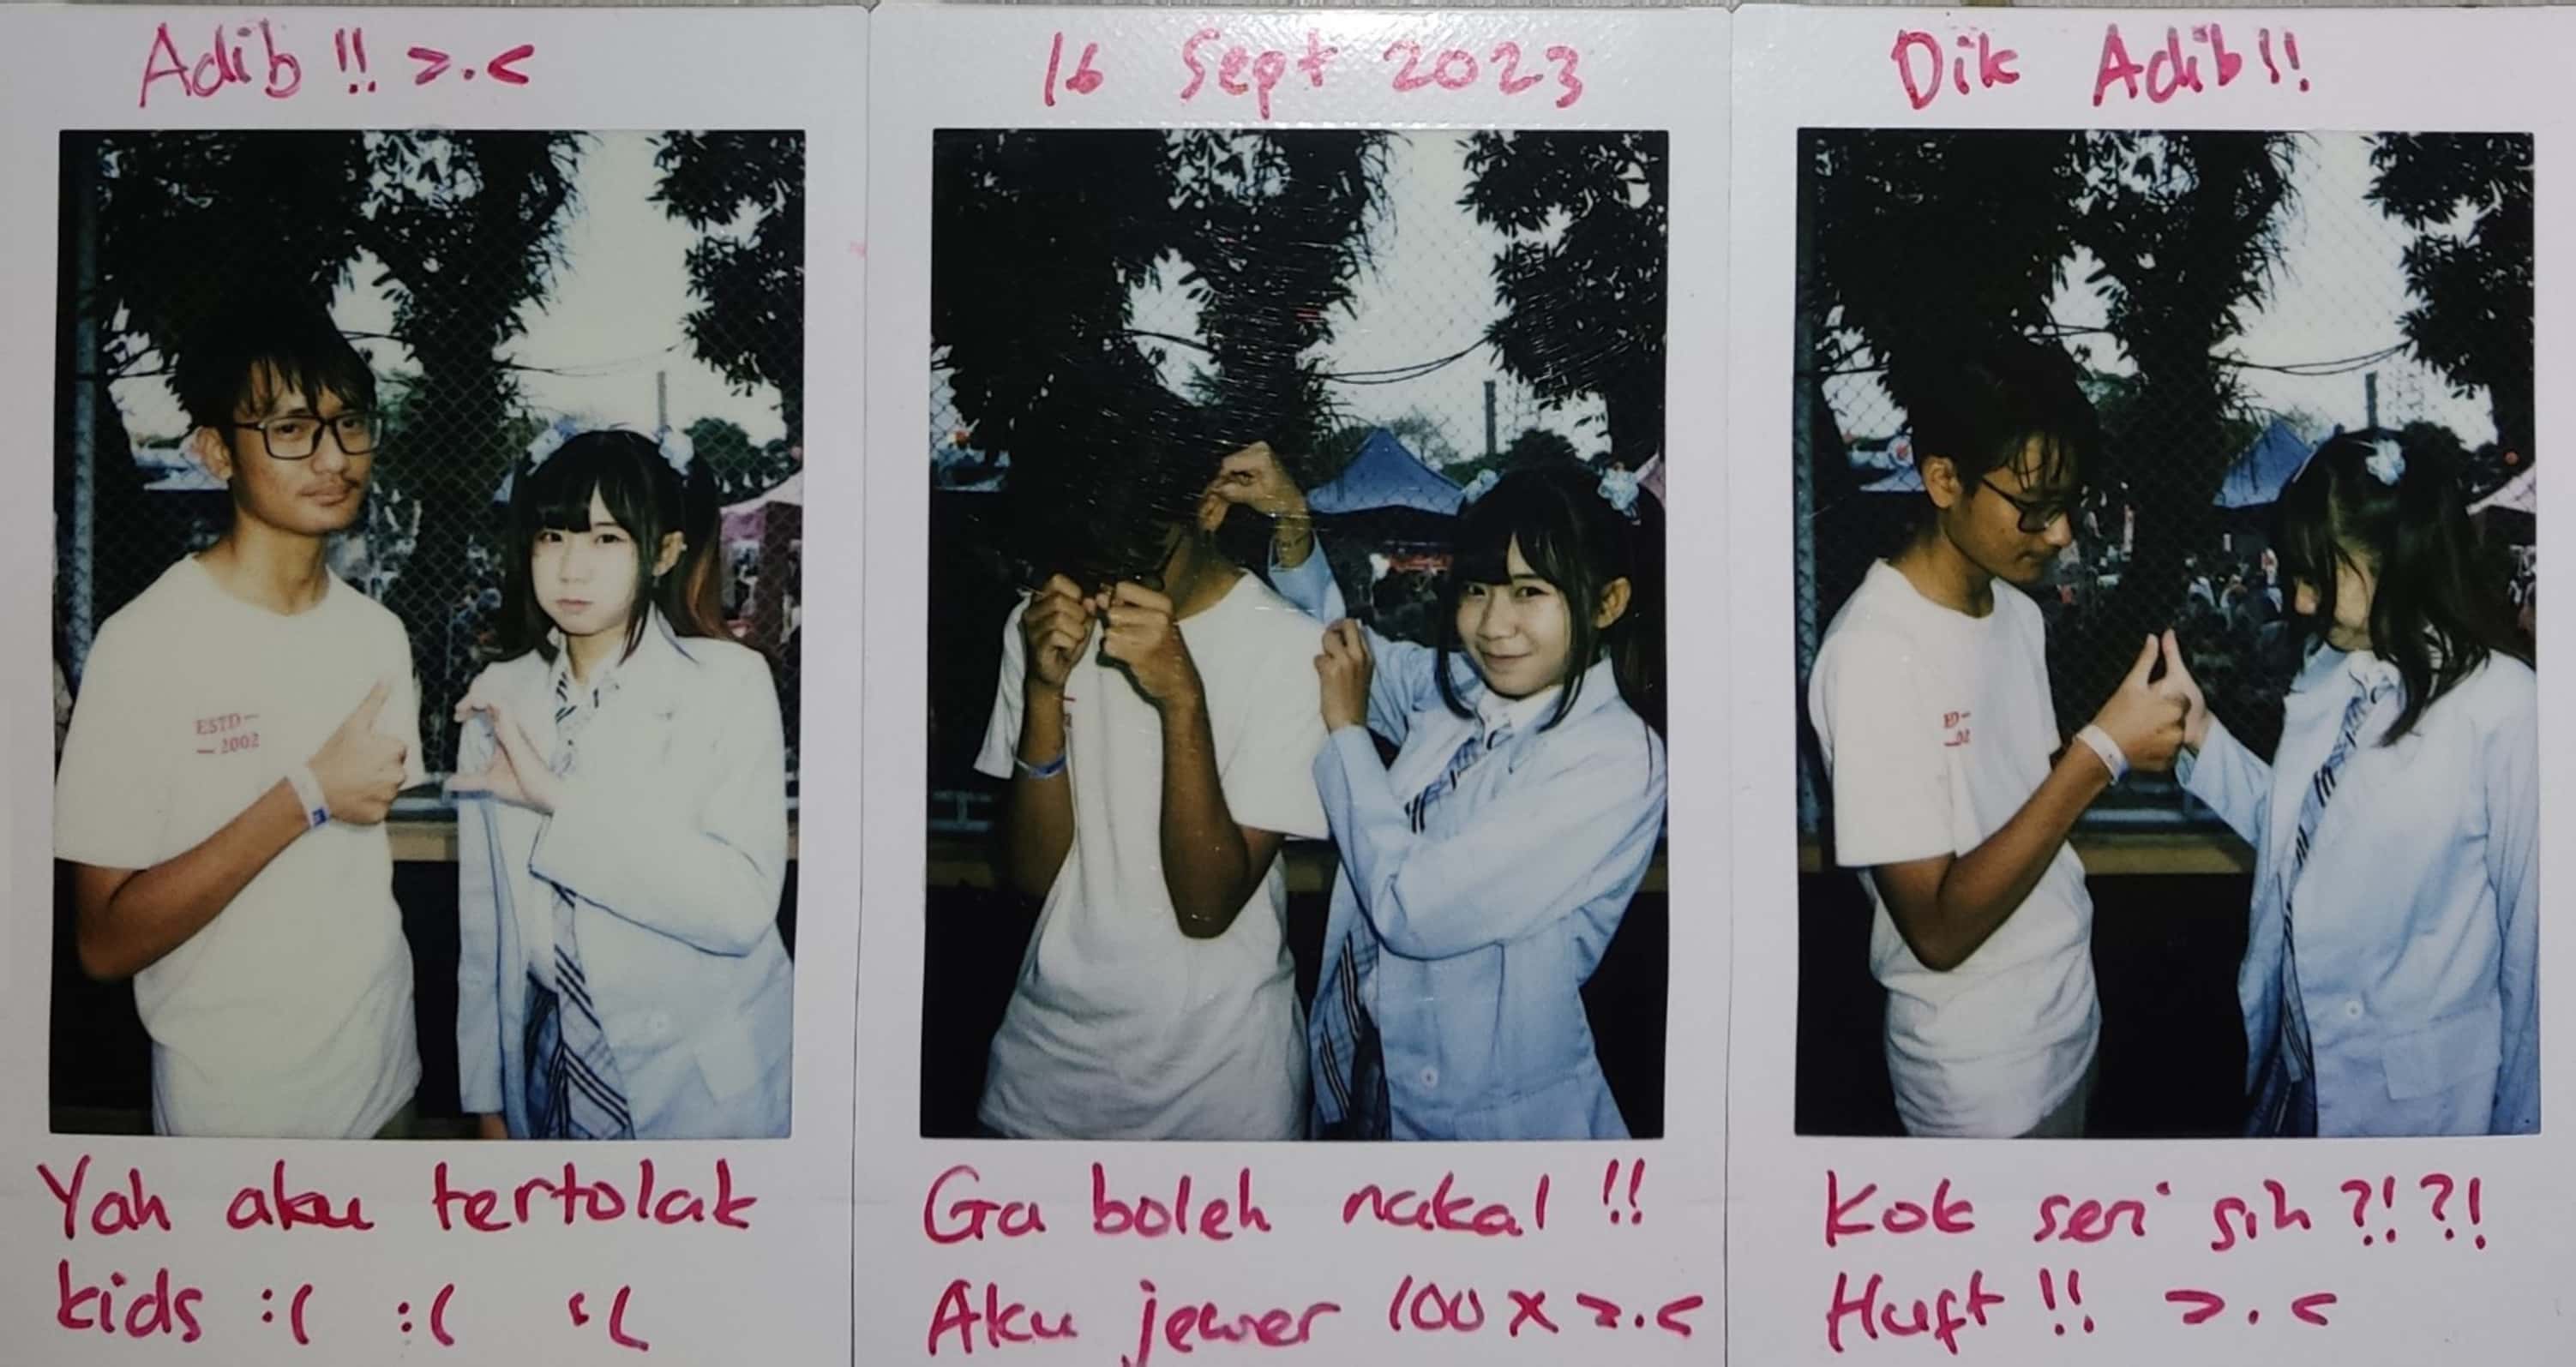 Adib !! >.<
ESTD
2002
Yah aku tertolak
kids :( :( :(
16 Sept 2023
Ga boleh nakal !!
Aku jewer 100x >.<
Dik Adib !!
Kok seri sih ?!?!
Huft !! >.<